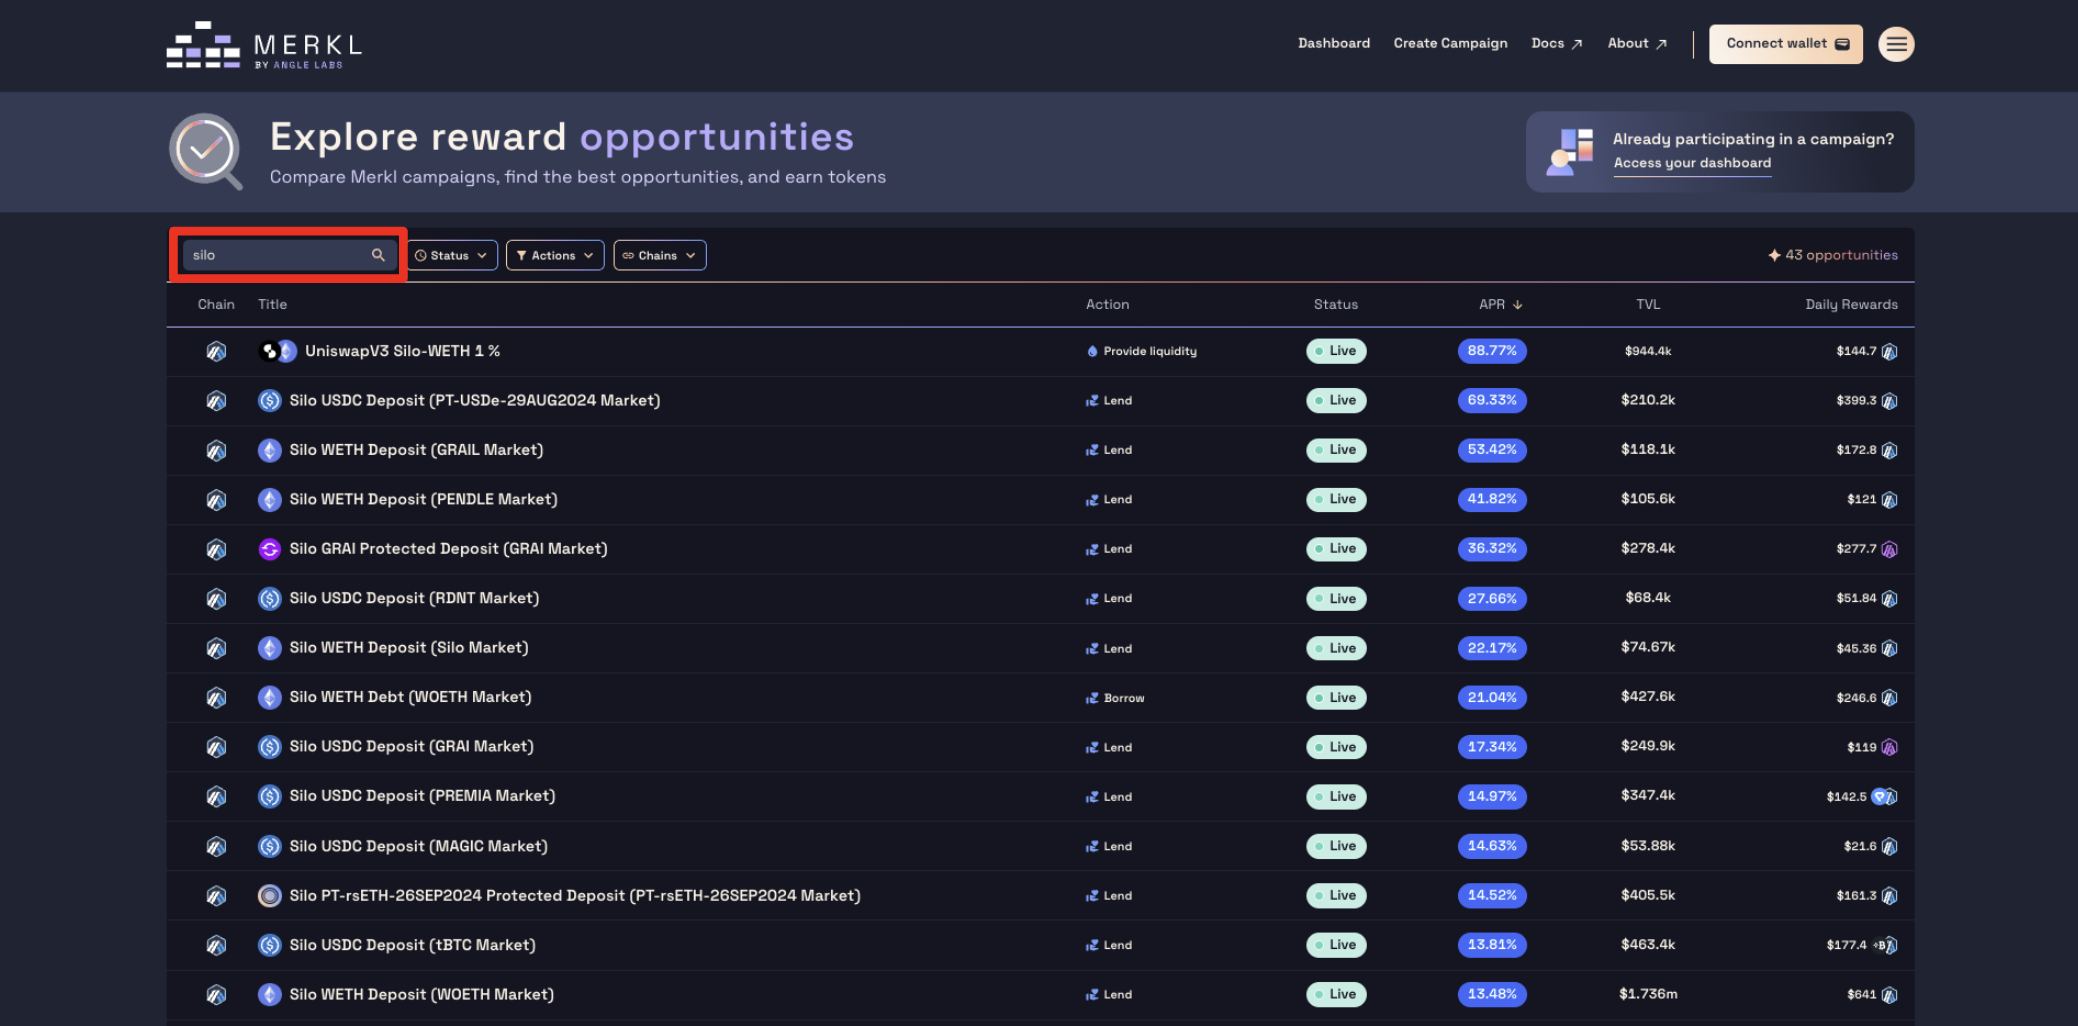 MERKL
BY ANGLE LABS
Dashboard
Create Campaign
Docs
About
Connect wallet
Explore reward opportunities
Compare Merkl campaigns, find the best opportunities, and earn tokens
Already participating in a campaign?
Access your dashboard
silo
Status
Actions
Chains
43 opportunities
Chain Title Action Status APR TVL Daily Rewards
UniswapV3 Silo-WETH 1 % Provide liquidity Live 88.77% $944.4k $144.7
Silo USDC Deposit (PT-USDe-29AUG2024 Market) Lend Live 69.33% $210.2k $399.3
Silo WETH Deposit (GRAIL Market) Lend Live 53.42% $118.1k $172.8
Silo WETH Deposit (PENDLE Market) Lend Live 41.82% $105.6k $121
Silo GRAI Protected Deposit (GRAI Market) Lend Live 36.32% $278.4k $277.7
Silo USDC Deposit (RDNT Market) Lend Live 27.66% $68.4k $51.84
Silo WETH Deposit (Silo Market) Lend Live 22.17% $74.67k $45.36
Silo WETH Debt (WOETH Market) Borrow Live 21.04% $427.6k $246.6
Silo USDC Deposit (GRAI Market) Lend Live 17.34% $249.9k $119
Silo USDC Deposit (PREMIA Market) Lend Live 14.97% $347.4k $142.5
Silo USDC Deposit (MAGIC Market) Lend Live 14.63% $53.88k $21.6
Silo PT-rsETH-26SEP2024 Protected Deposit (PT-rsETH-26SEP2024 Market) Lend Live 14.52% $405.5k $161.3
Silo USDC Deposit (tBTC Market) Lend Live 13.81% $463.4k $177.4
Silo WETH Deposit (WOETH Market) Lend Live 13.48% $1.736m $641